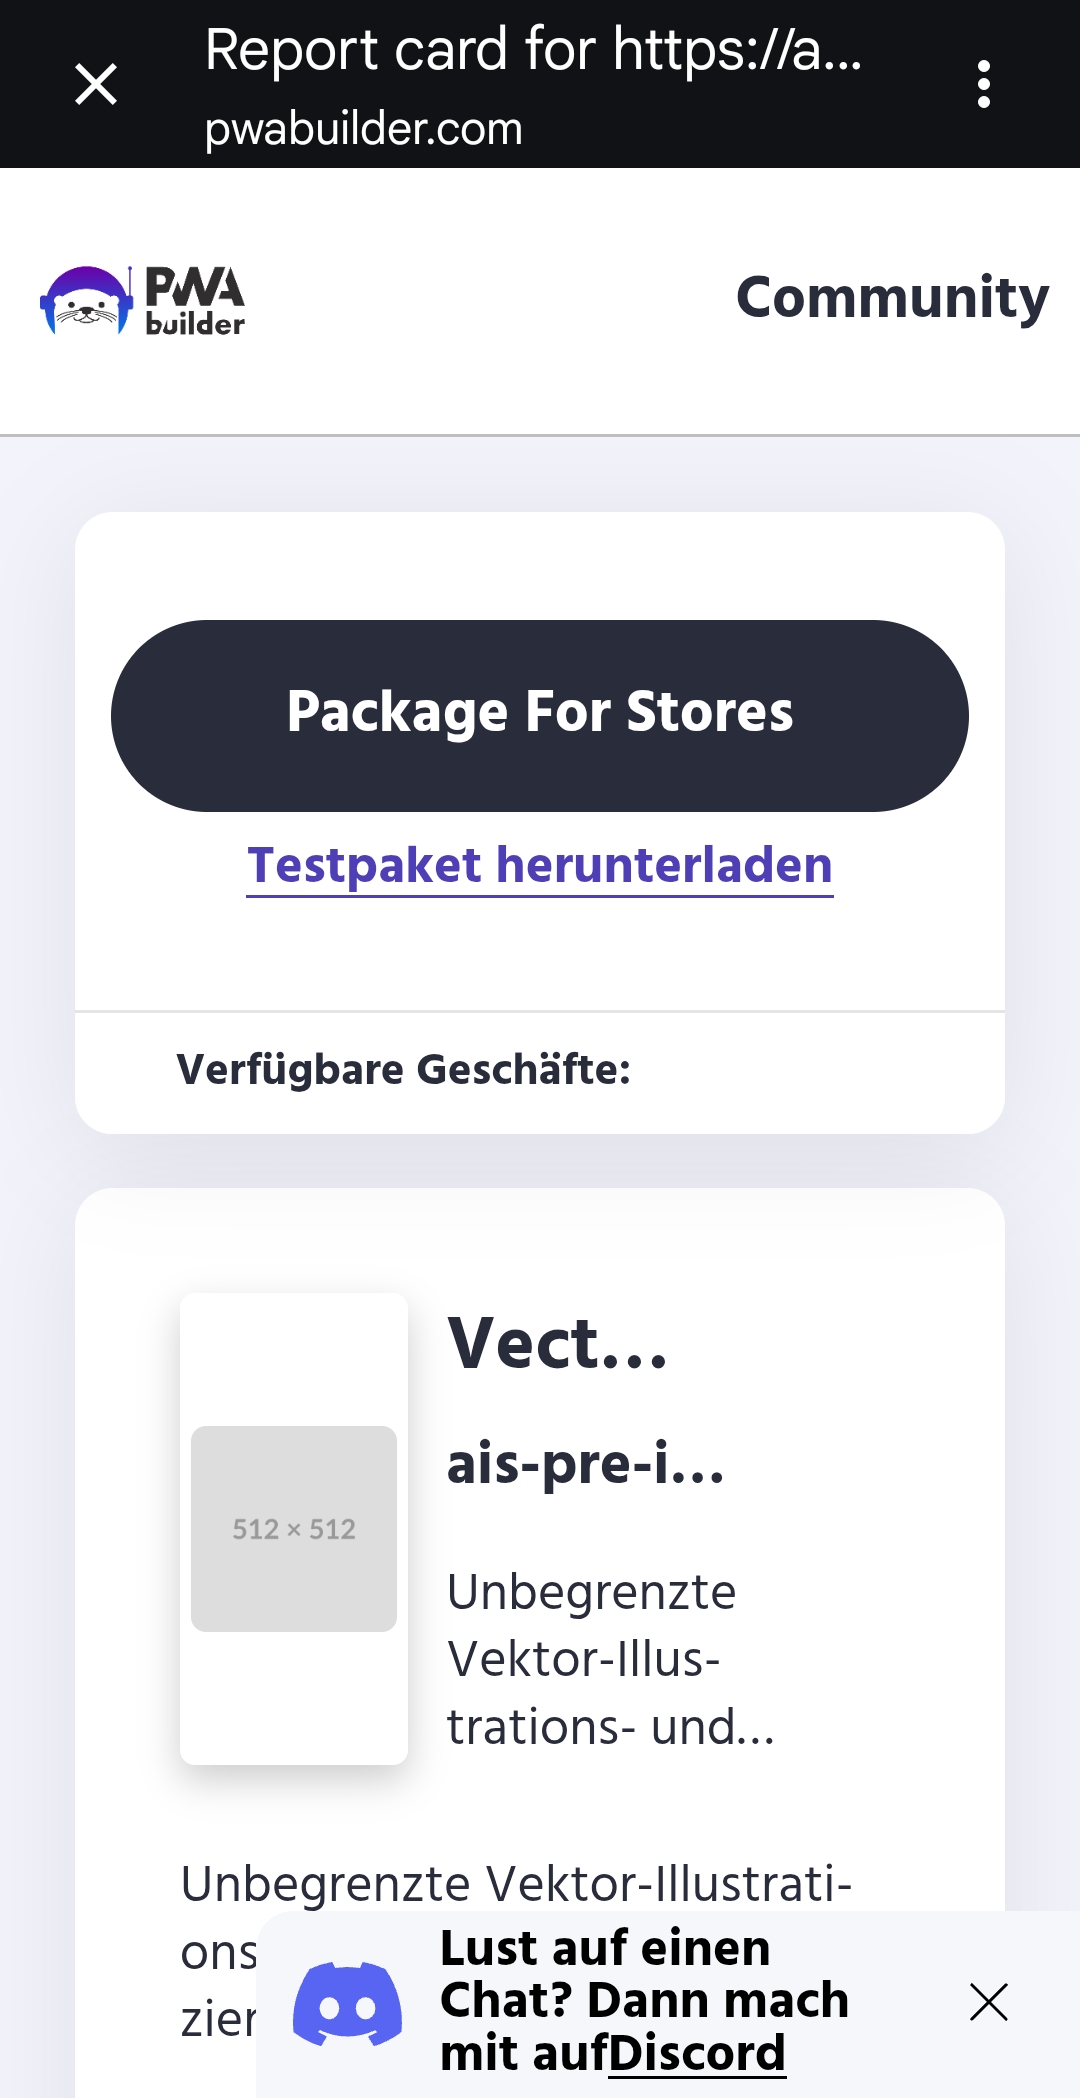 Report card for https://a...
pwabuilder.com
PWA
builder
Community
Package For Stores
Testpaket herunterladen
Verfügbare Geschäfte:
Vect...
ais-pre-i...
512 × 512
Unbegrenzte
Vektor-Illus-
trations- und...
Unbegrenzte Vektor-Illustrati-
ons
zier
Lust auf einen
Chat? Dann mach
mit aufDiscord